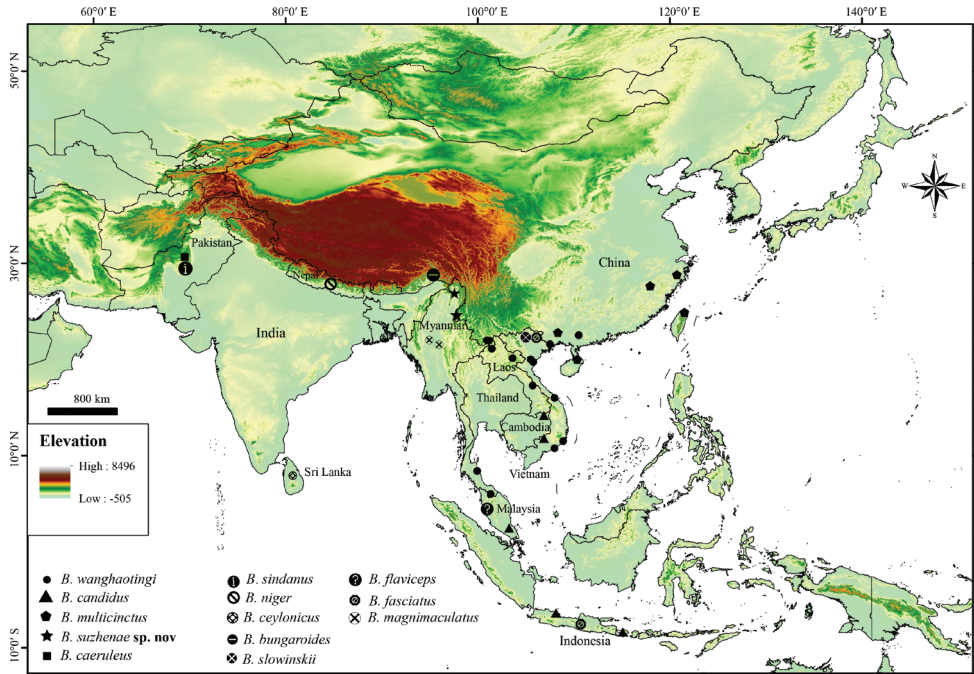 60°0' E
80°0' E
100°0' E
120°0' E
140°0' E
50°0' N
30°0' N
10°0' N
10°0' S
N
W
E
S
Pakistan
Nepal
India
China
Myanmar
Laos
Thailand
Cambodia
Vietnam
Sri Lanka
Malaysia
Indonesia
800 km
Elevation
High : 8496
Low : -505
B. wanghaotingi
B. candidus
B. multicinctus
B. suzhenae sp. nov
B. caeruleus
B. sindanus
B. niger
B. ceylonicus
B. bungaroides
B. slowinskii
B. flaviceps
B. fasciatus
B. magnimaculatus